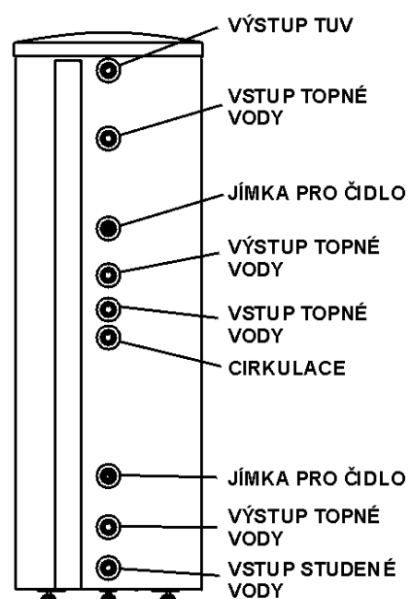 VÝSTUP TUV
VSTUP TOPNÉ
VODY
JÍMKA PRO ČIDLO
VÝSTUP TOPNÉ
VODY
VSTUP TOPNÉ
VODY
CIRKULACE
JÍMKA PRO ČIDLO
VÝSTUP TOPNÉ
VODY
VSTUP STUDENÉ
VODY